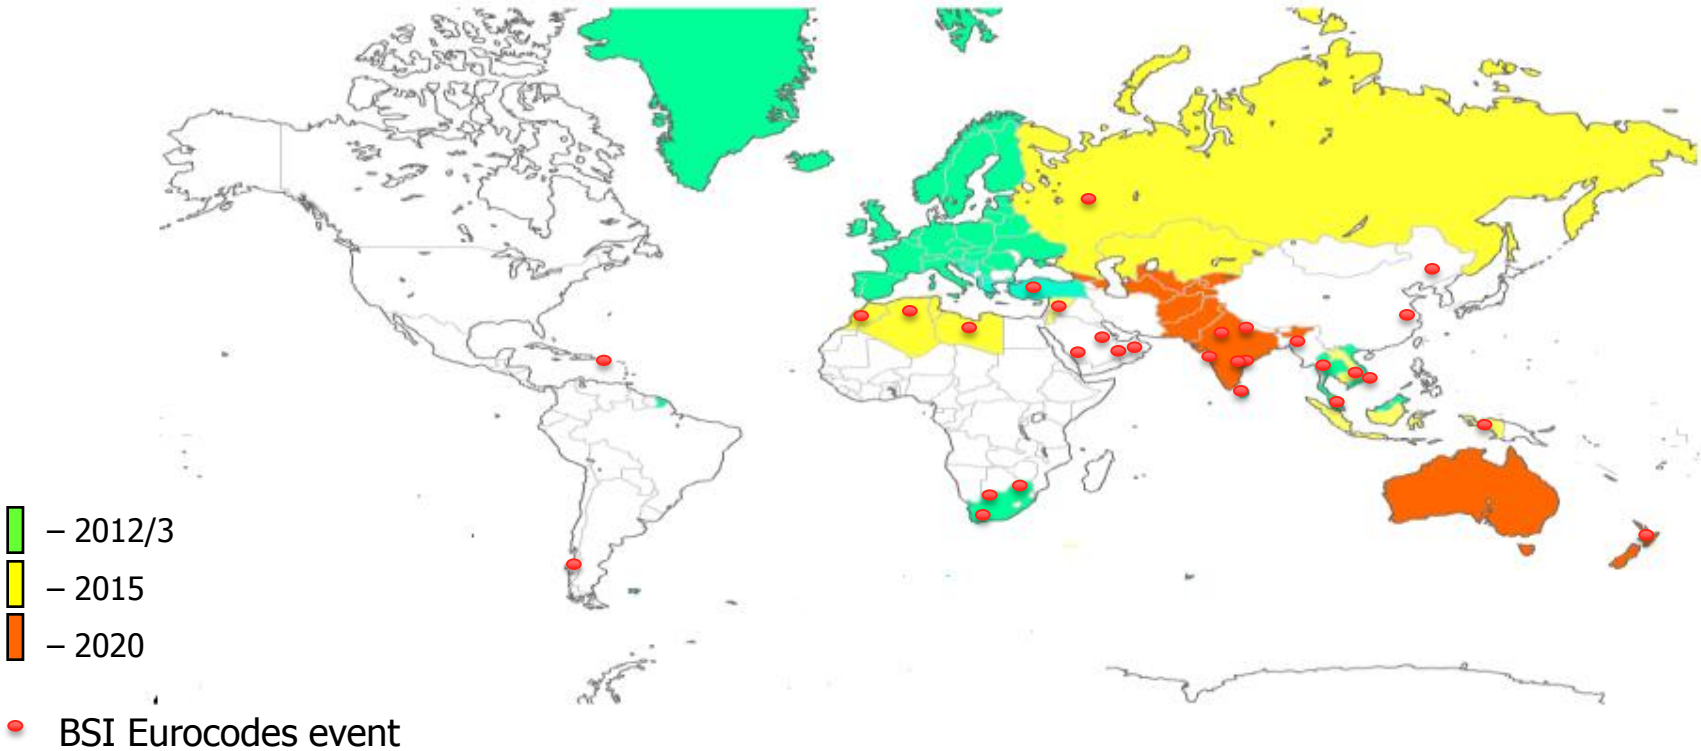 – 2012/3
– 2015
– 2020
BSI Eurocodes event